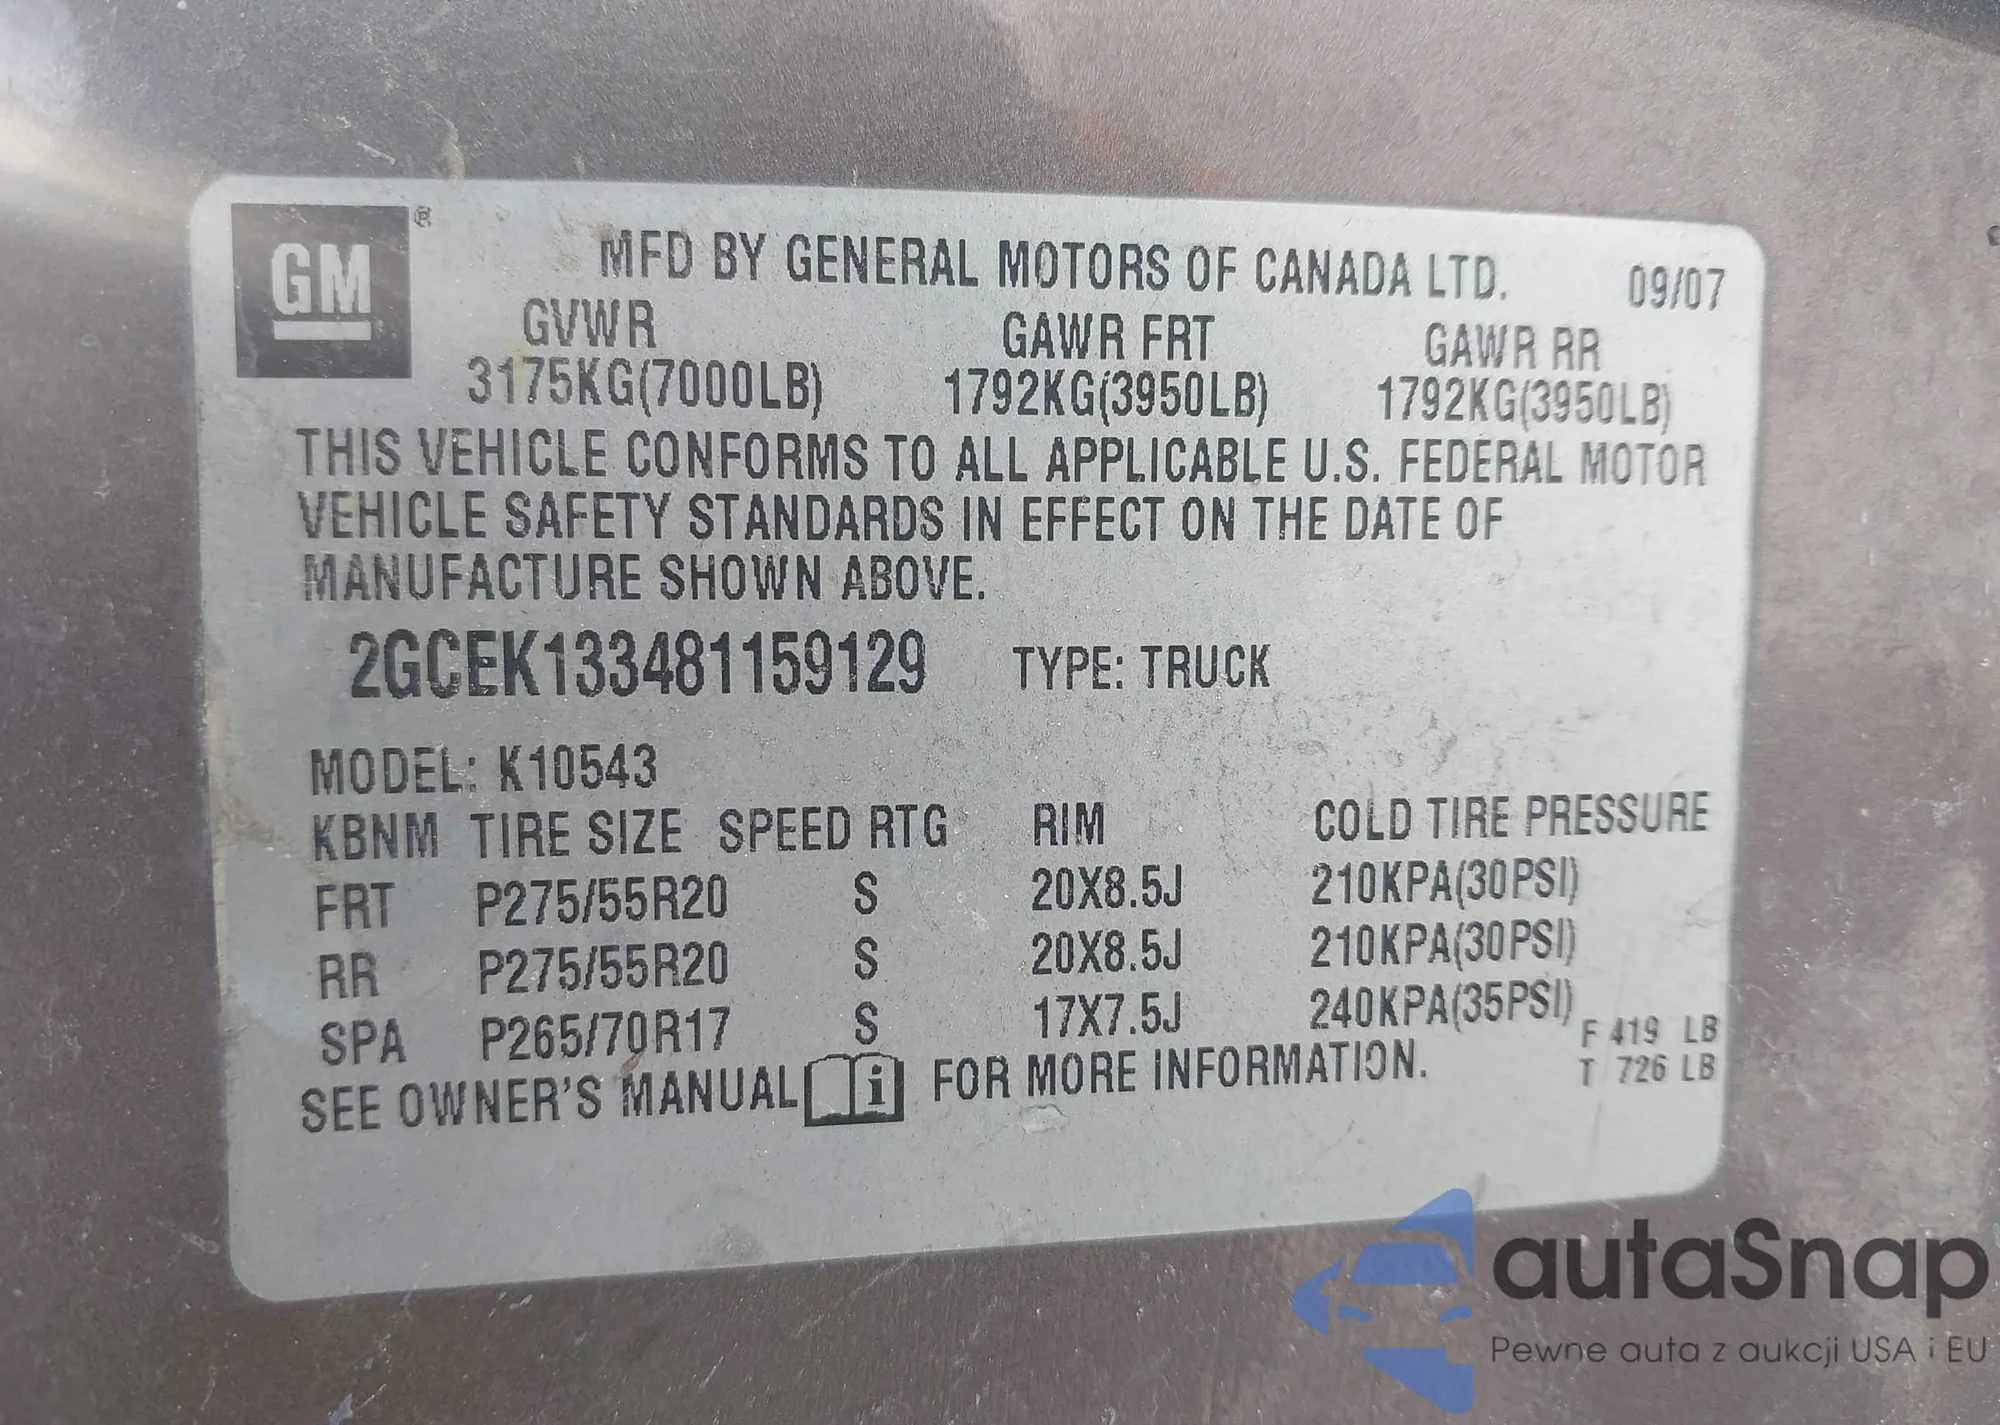 GM ®
MFD BY GENERAL MOTORS OF CANADA LTD. 09/07
GVWR GAWR FRT GAWR RR
3175KG(7000LB) 1792KG(3950LB) 1792KG(3950LB)
THIS VEHICLE CONFORMS TO ALL APPLICABLE U.S. FEDERAL MOTOR
VEHICLE SAFETY STANDARDS IN EFFECT ON THE DATE OF
MANUFACTURE SHOWN ABOVE.
2GCEK133481159129 TYPE: TRUCK
MODEL: K10543
KBNM TIRE SIZE SPEED RTG RIM COLD TIRE PRESSURE
FRT P275/55R20 S 20X8.5J 210KPA(30PSI)
RR P275/55R20 S 20X8.5J 210KPA(30PSI)
SPA P265/70R17 S 17X7.5J 240KPA(35PSI) F 419 LB
T 726 LB
SEE OWNER'S MANUAL i FOR MORE INFORMATION.
autaSnap
Pewne auta z aukcji USA i EU